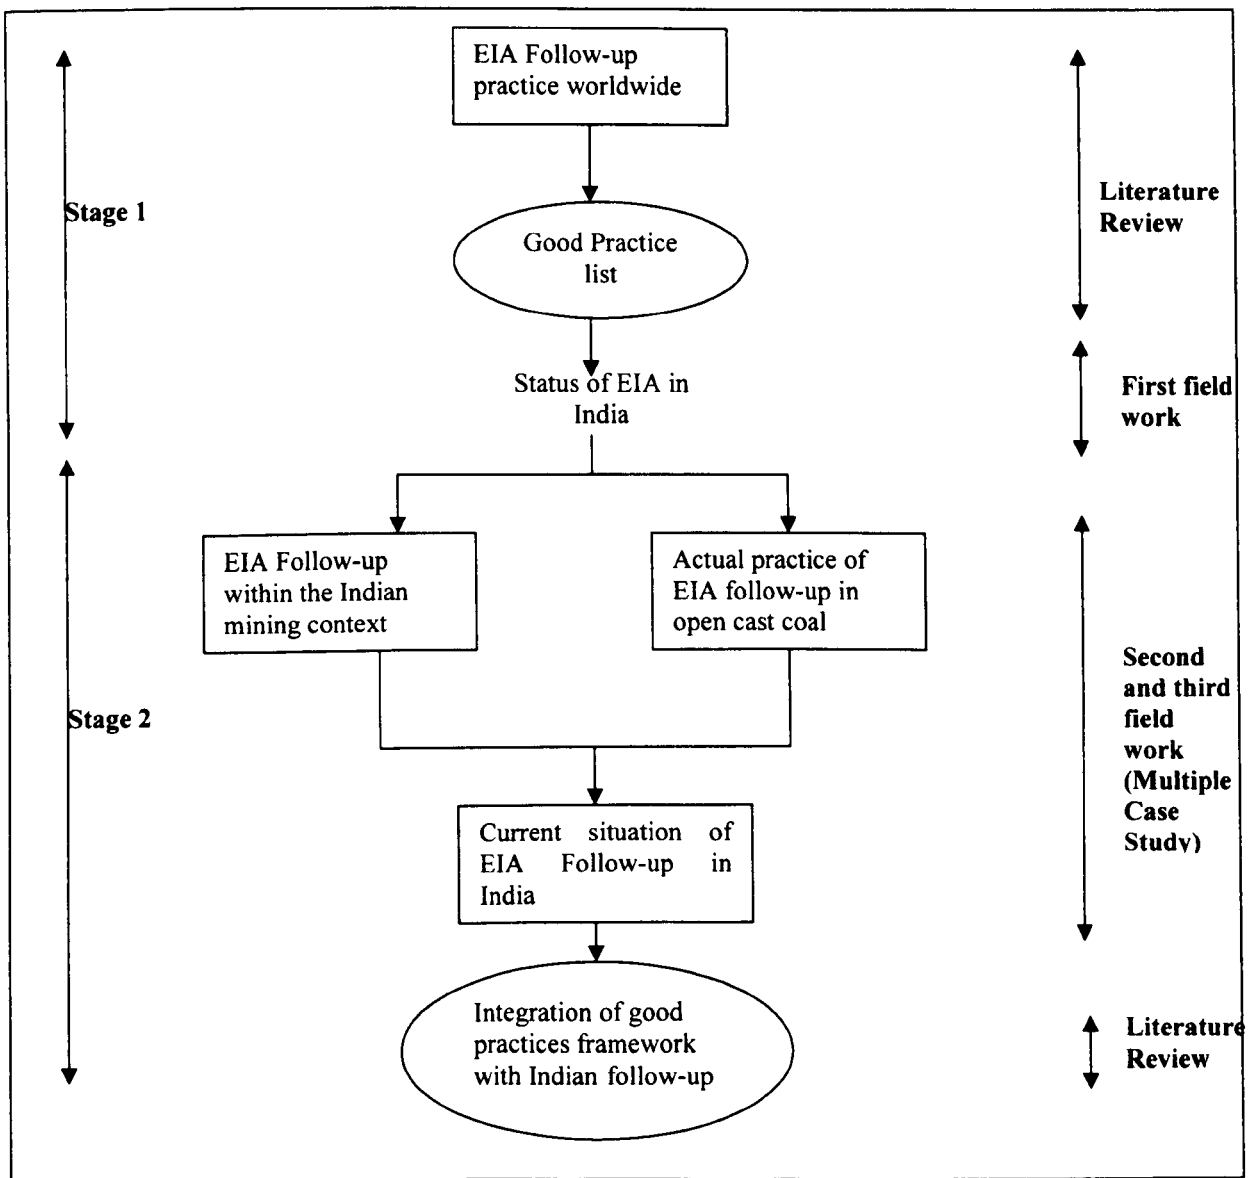 EIA Follow-up
practice worldwide
Stage 1
Literature
Review
Good Practice
list
First field
work
Status of EIA in
India
EIA Follow-up
within the Indian
mining context
Actual practice of
EIA follow-up in
open cast coal
Stage 2
Second
and third
field
work
(Multiple
Case
Study)
Current situation of
EIA Follow-up in
India
Integration of good
practices framework
with Indian follow-up
Literature
Review